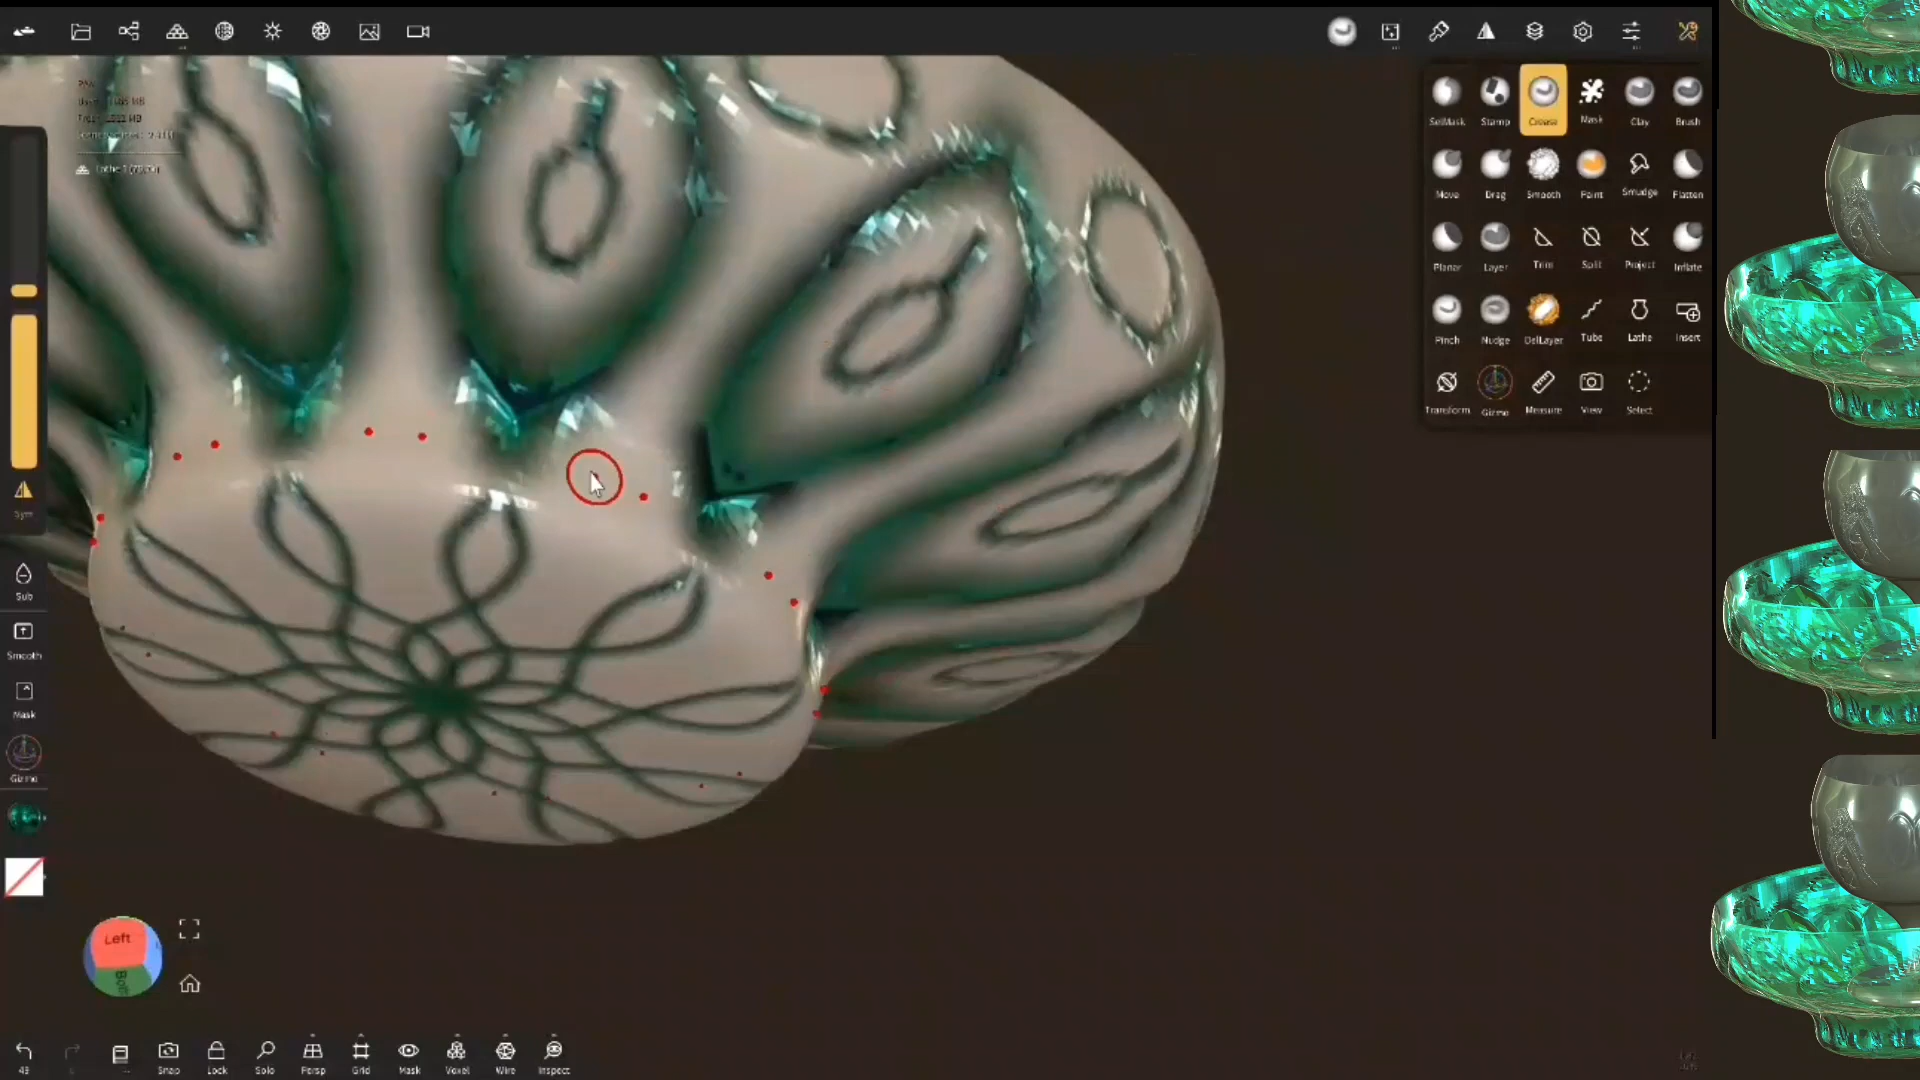 SelMask Stamp Crease Mask Clay Brush
Move Drag Smooth Paint Smudge Flatten
Planar Layer Trim Split Project Inflate
Pinch Nudge DelLayer Tube Lathe Insert
Transform Gizmo Measure View Select
Sym
Sub
Smooth
Mask
Gizmo
Left
49 Snap Lock Solo Persp Grid Mask Voxel Wire Inspect